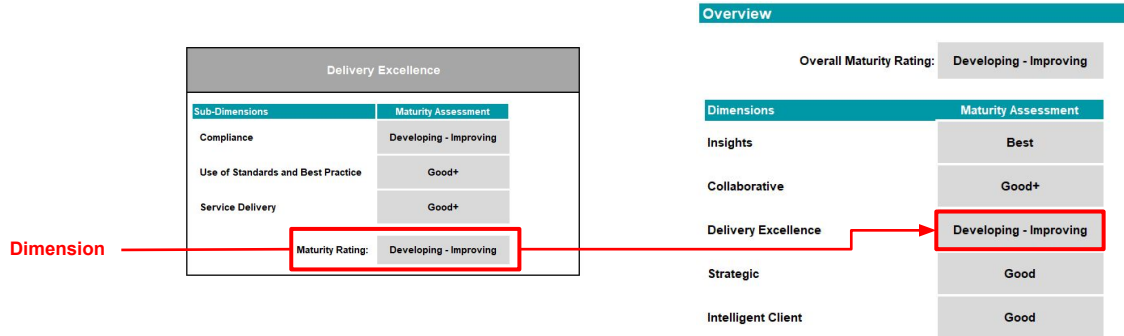 Overview
Overall Maturity Rating: Developing - Improving
Delivery Excellence
Sub-Dimensions Maturity Assessment
Compliance Developing - Improving
Use of Standards and Best Practice Good+
Service Delivery Good+
Maturity Rating: Developing - Improving
Dimension
Dimensions Maturity Assessment
Insights Best
Collaborative Good+
Delivery Excellence Developing - Improving
Strategic Good
Intelligent Client Good